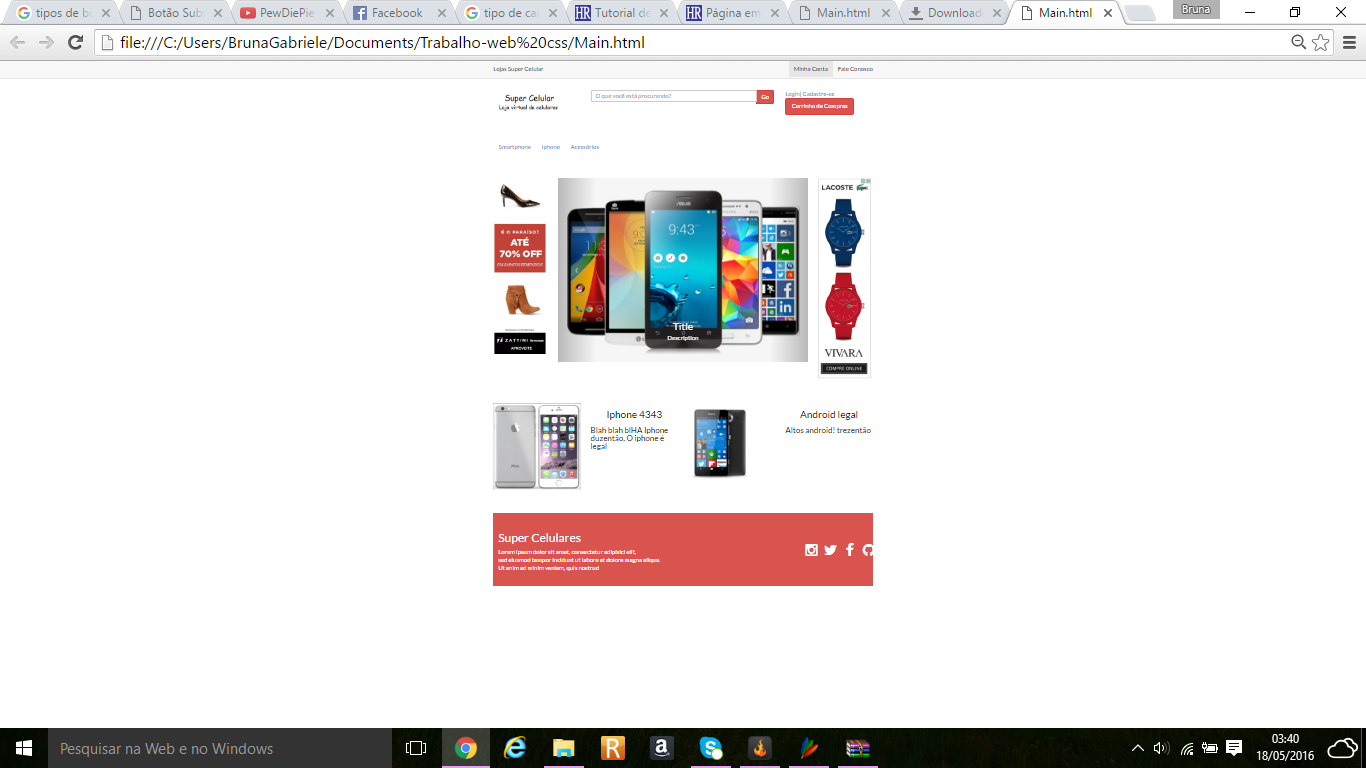 tipos de bo
Botão Sub
PewDiePie
Facebook
tipo de ca
Tutorial de
Página em
Main.html
Download
Main.html
Bruna
file:///C:/Users/BrunaGabriele/Documents/Trabalho-web%20css/Main.html
Lojas Super Celular
Minha Conta
Fale Conosco
Super Celular
Loja virtual de celulares
O que você está procurando?
Go
Login| Cadastre-se
Carrinho de Compras
Smartphone
Iphone
Acessórios
É O PARAÍSO!
ATÉ
70% OFF
ZATTINI
APROVEITE
ASUS
9:43
Title
Description
LACOSTE
VIVARA
COMPRE ONLINE
Iphone 4343
Blah blah blHA Iphone
duzentão. O iphone é
legal
Android legal
Altos android! trezentão
Super Celulares
Lorem ipsum dolor sit amet, consectetur adipisici elit,
sed eiusmod tempor incidunt ut labore et dolore magna aliqua.
Ut enim ad minim veniam, quis nostrud
Pesquisar na Web e no Windows
03:40
18/05/2016